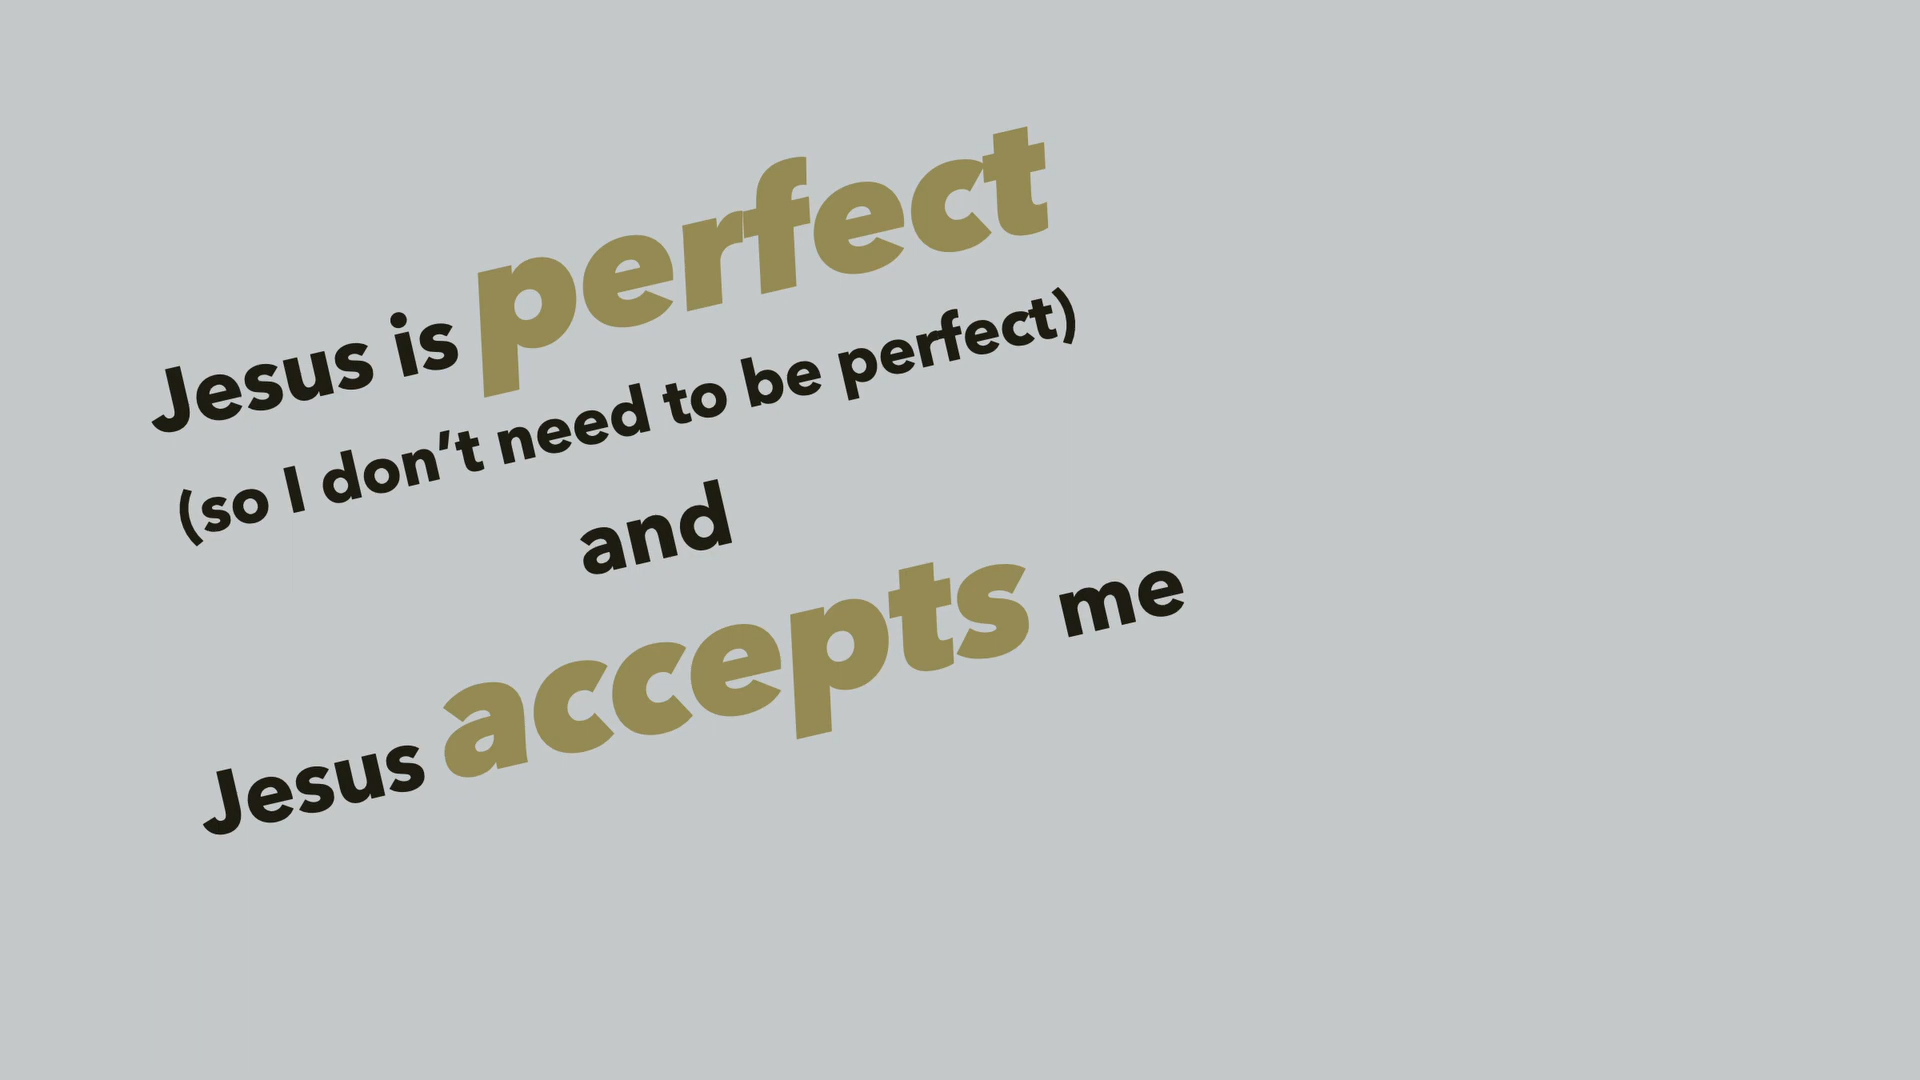 Jesus is perfect
(so I don’t need to be perfect)
and
Jesus accepts me